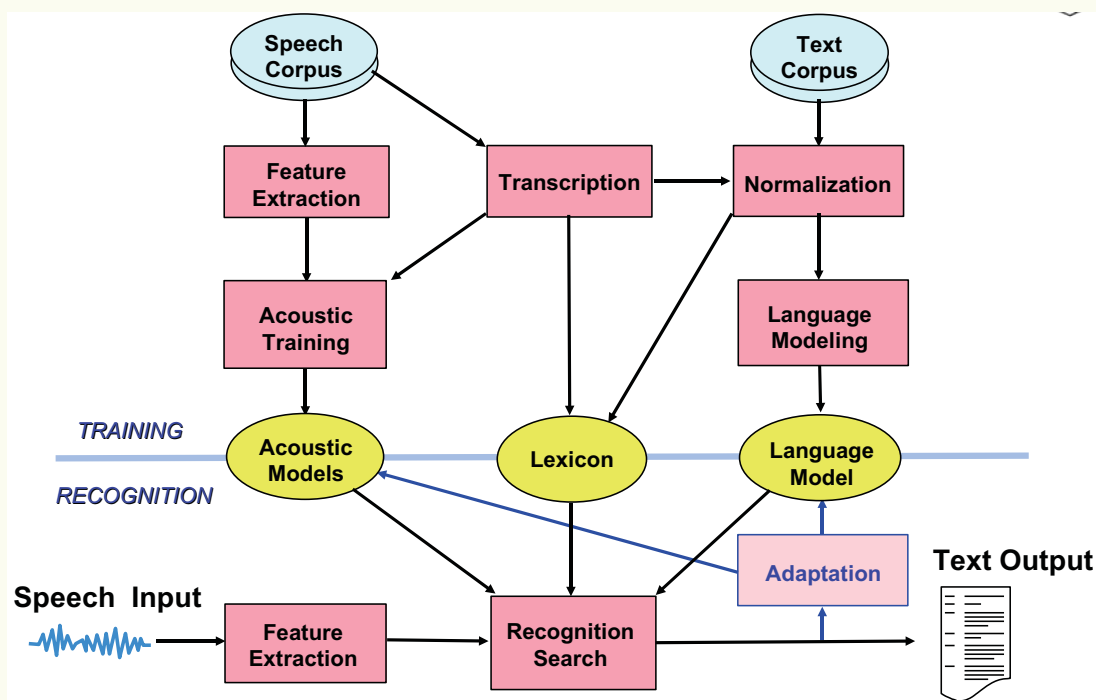 Speech
Corpus
Text
Corpus
Feature
Extraction
Transcription
Normalization
Acoustic
Training
Language
Modeling
TRAINING
Acoustic
Models
Lexicon
Language
Model
RECOGNITION
Adaptation
Text Output
Speech Input
Feature
Extraction
Recognition
Search